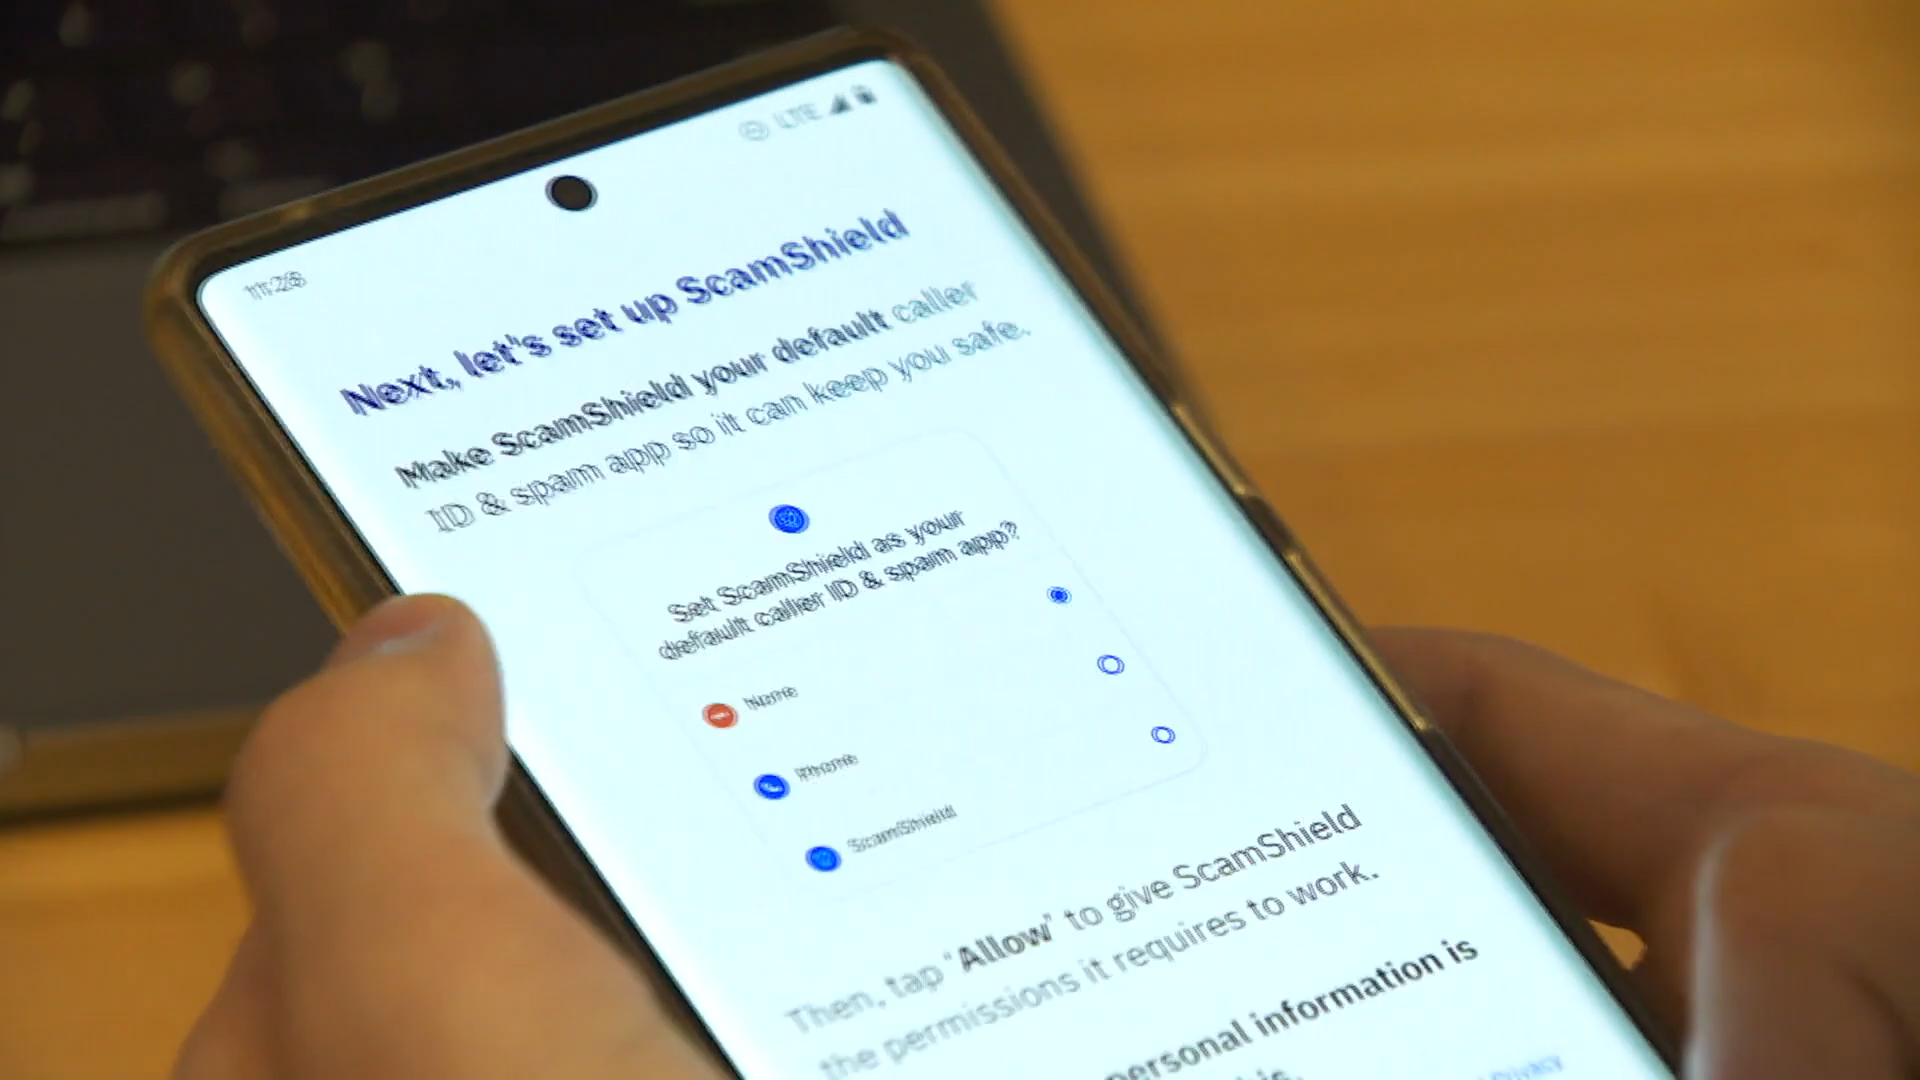 11:26
LTE
Next, let's set up ScamShield
Make ScamShield your default caller
ID & spam app so it can keep you safe.
Set ScamShield as your
default caller ID & spam app?
None
Phone
ScamShield
Then, tap 'Allow' to give ScamShield
the permissions it requires to work.
personal information is
Privacy